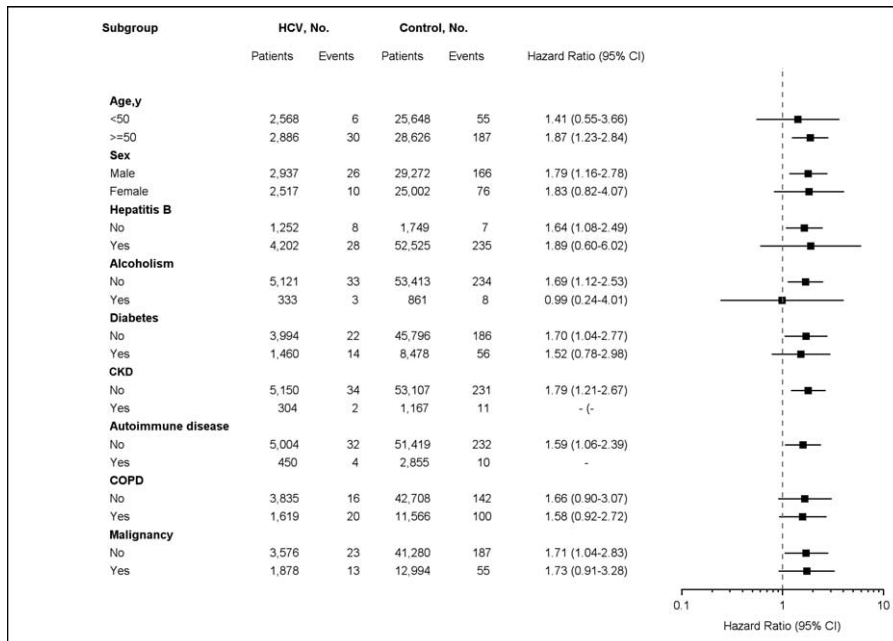 Subgroup HCV, No. Control, No.
Patients Events Patients Events Hazard Ratio (95% CI)
Age,y
<50 2,568 6 25,648 55 1.41 (0.55-3.66)
>=50 2,886 30 28,626 187 1.87 (1.23-2.84)
Sex
Male 2,937 26 29,272 166 1.79 (1.16-2.78)
Female 2,517 10 25,002 76 1.83 (0.82-4.07)
Hepatitis B
No 1,252 8 1,749 7 1.64 (1.08-2.49)
Yes 4,202 28 52,525 235 1.89 (0.60-6.02)
Alcoholism
No 5,121 33 53,413 234 1.69 (1.12-2.53)
Yes 333 3 861 8 0.99 (0.24-4.01)
Diabetes
No 3,994 22 45,796 186 1.70 (1.04-2.77)
Yes 1,460 14 8,478 56 1.52 (0.78-2.98)
CKD
No 5,150 34 53,107 231 1.79 (1.21-2.67)
Yes 304 2 1,167 11 - (-
Autoimmune disease
No 5,004 32 51,419 232 1.59 (1.06-2.39)
Yes 450 4 2,855 10 -
COPD
No 3,835 16 42,708 142 1.66 (0.90-3.07)
Yes 1,619 20 11,566 100 1.58 (0.92-2.72)
Malignancy
No 3,576 23 41,280 187 1.71 (1.04-2.83)
Yes 1,878 13 12,994 55 1.73 (0.91-3.28)
0.1 1 10
Hazard Ratio (95% CI)